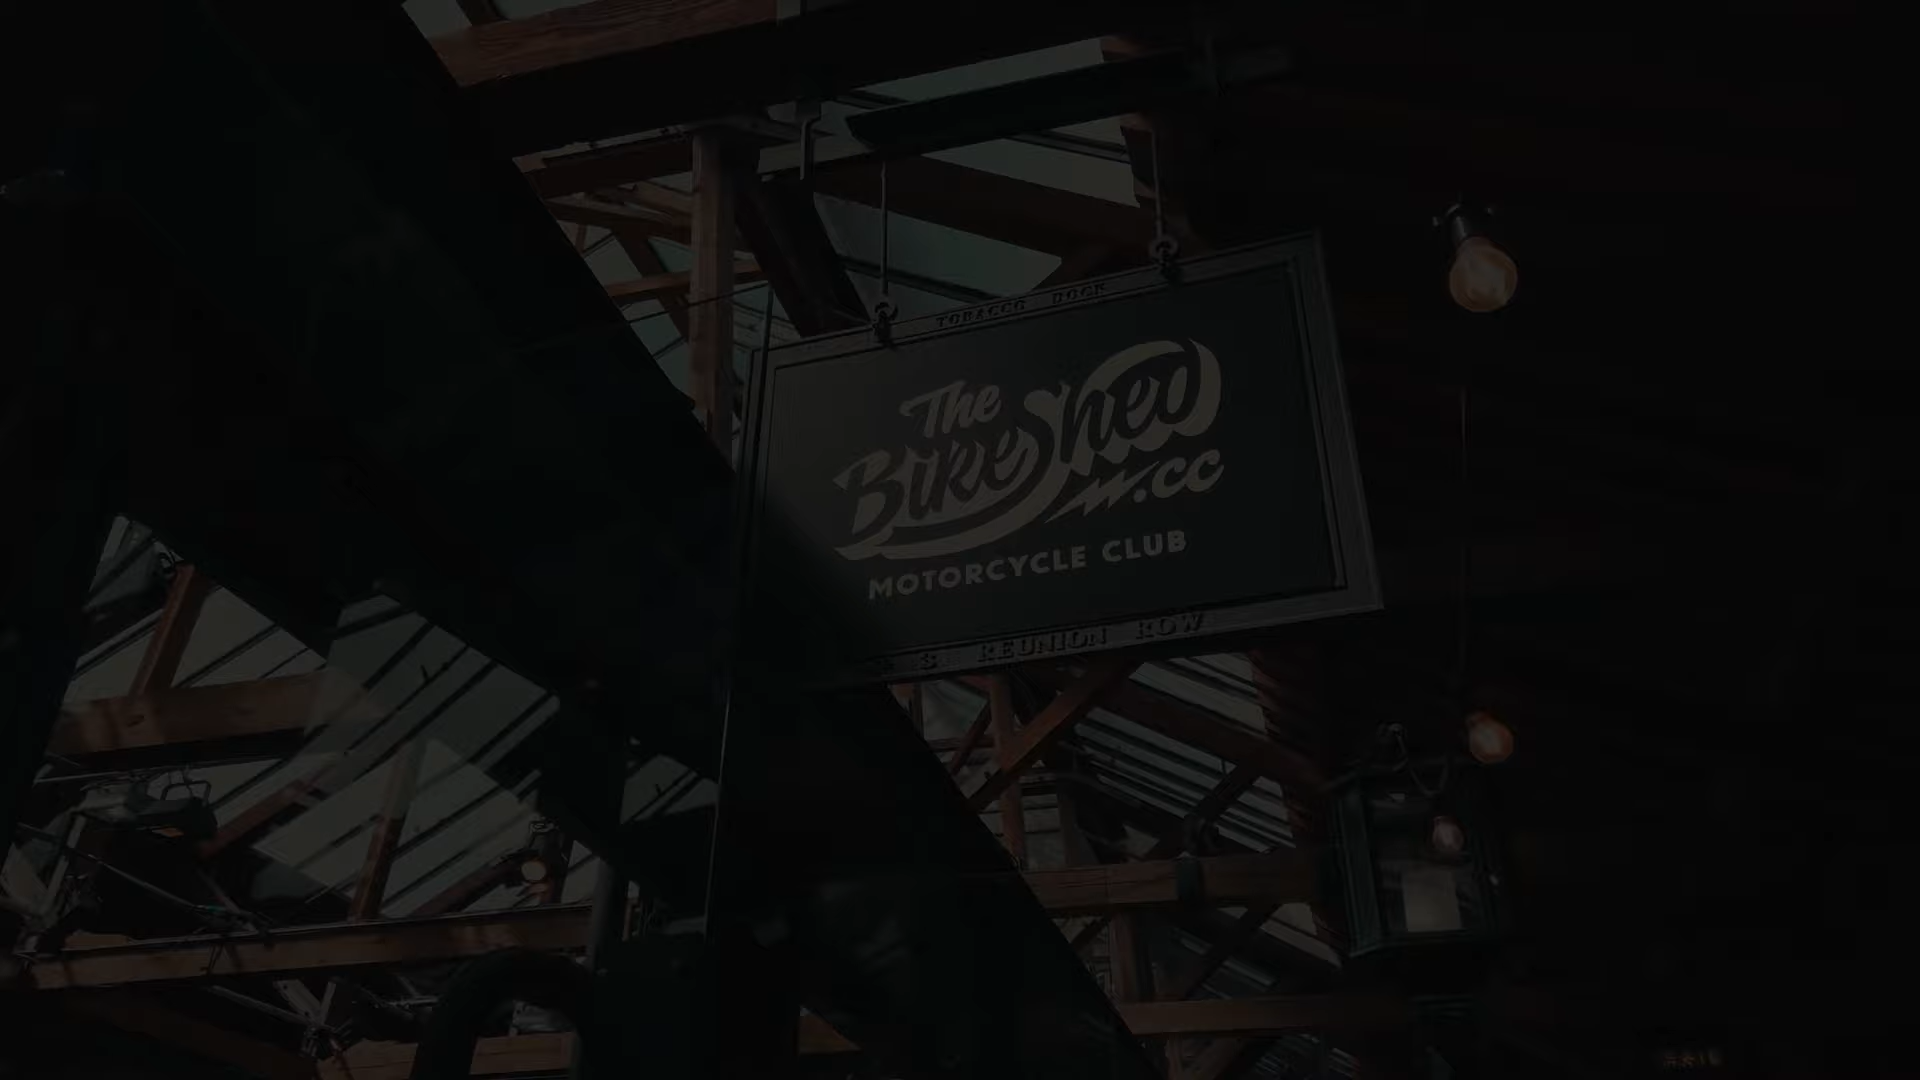 TOBACCO DOCK
The
BikeShed
.cc
MOTORCYCLE CLUB
REUNION ROW